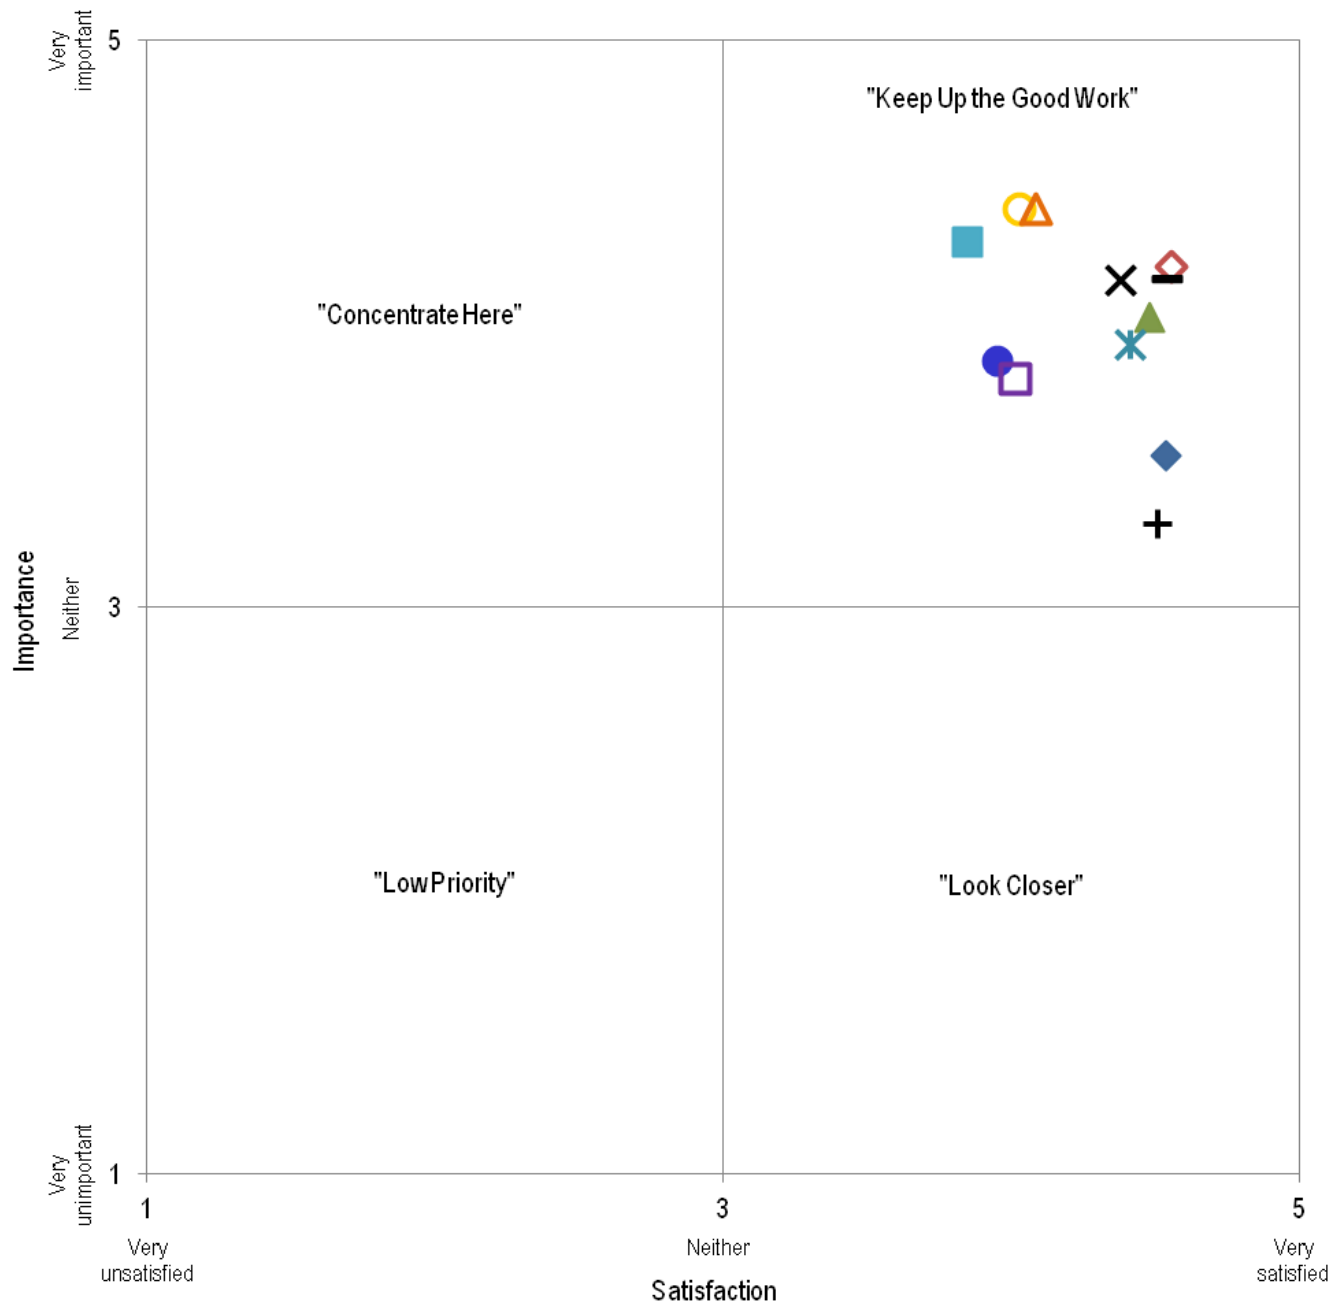 Very
important
5
"Keep Up the Good Work"
"Concentrate Here"
Importance
Neither
3
"Low Priority"
"Look Closer"
Very
unimportant
1
1
3
5
Very
unsatisfied
Neither
Very
satisfied
Satisfaction